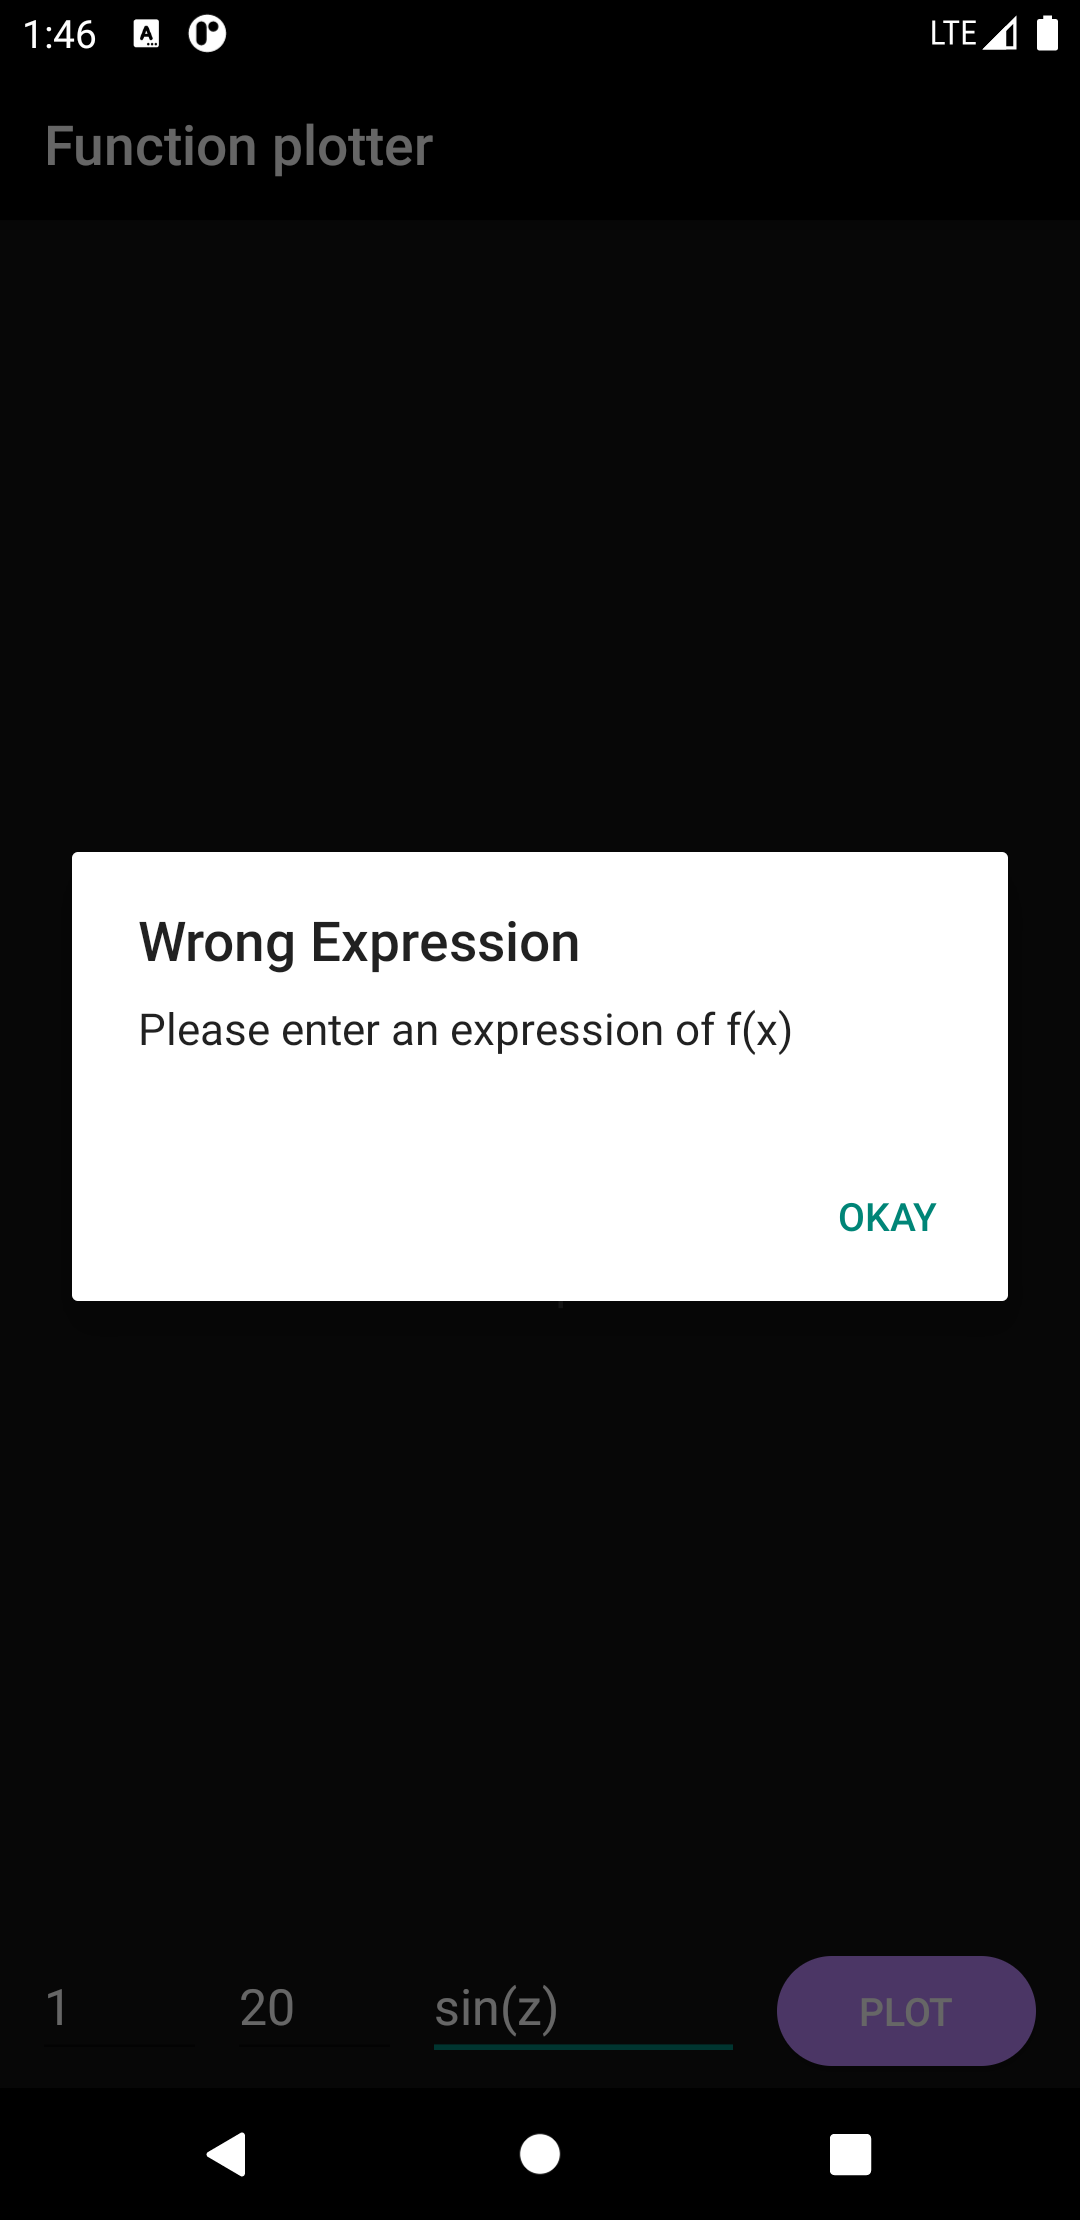 1:46 A LTE
Function plotter
Wrong Expression
Please enter an expression of f(x)
OKAY
1 20 sin(z) PLOT